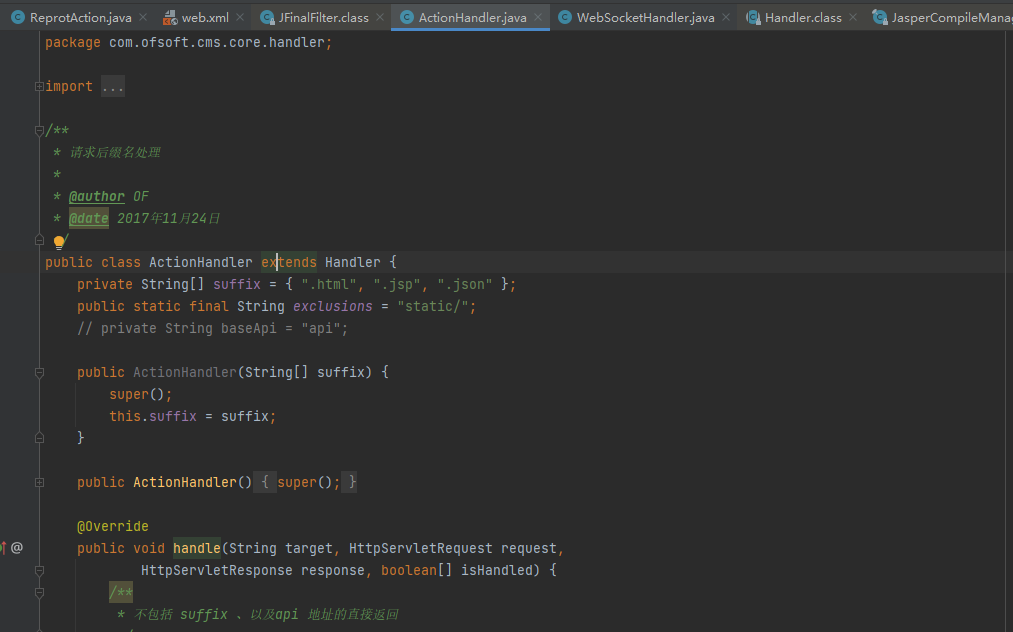 ReprotAction.java × web.xml × JFinalFilter.class × ActionHandler.java × WebSocketHandler.java × Handler.class × JasperCompileMana
package com.ofsoft.cms.core.handler;
import ...
/**
* 请求后缀名处理
*
* @author OF
* @date 2017年11月24日
*/
public class ActionHandler extends Handler {
private String[] suffix = { ".html", ".jsp", ".json" };
public static final String exclusions = "static/";
// private String baseApi = "api";
public ActionHandler(String[] suffix) {
super();
this.suffix = suffix;
}
public ActionHandler() { super(); }
@Override
public void handle(String target, HttpServletRequest request,
HttpServletResponse response, boolean[] isHandled) {
/**
* 不包括 suffix 、以及api 地址的直接返回